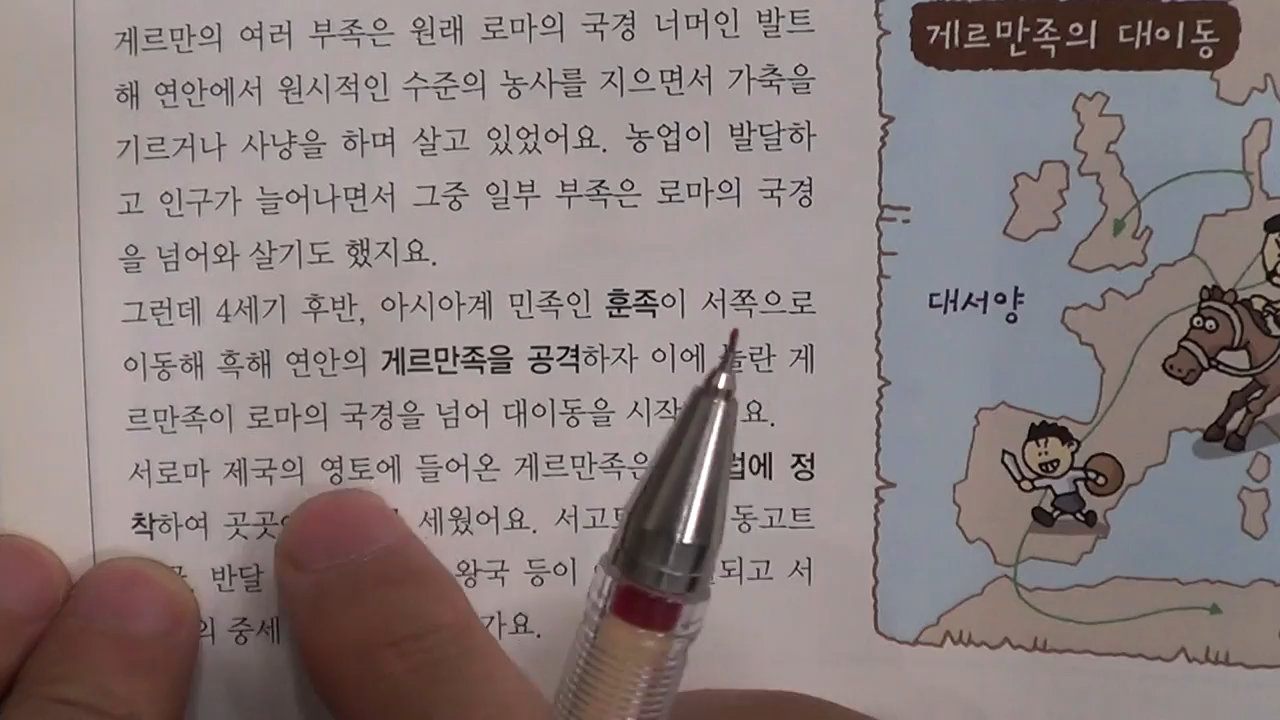 게르만의 여러 부족은 원래 로마의 국경 너머인 발트
해 연안에서 원시적인 수준의 농사를 지으면서 가축을
기르거나 사냥을 하며 살고 있었어요. 농업이 발달하
고 인구가 늘어나면서 그중 일부 부족은 로마의 국경
을 넘어와 살기도 했지요.
그런데 4세기 후반, 아시아계 민족인 훈족이 서쪽으로
이동해 흑해 연안의 게르만족을 공격하자 이에 놀란 게
르만족이 로마의 국경을 넘어 대이동을 시작 요.
서로마 제국의 영토에 들어온 게르만족은 에 정
착하여 세웠어요. 동고트
반달 왕국 등이 되고 서
중세 가요.
게르만족의 대이동
대서양